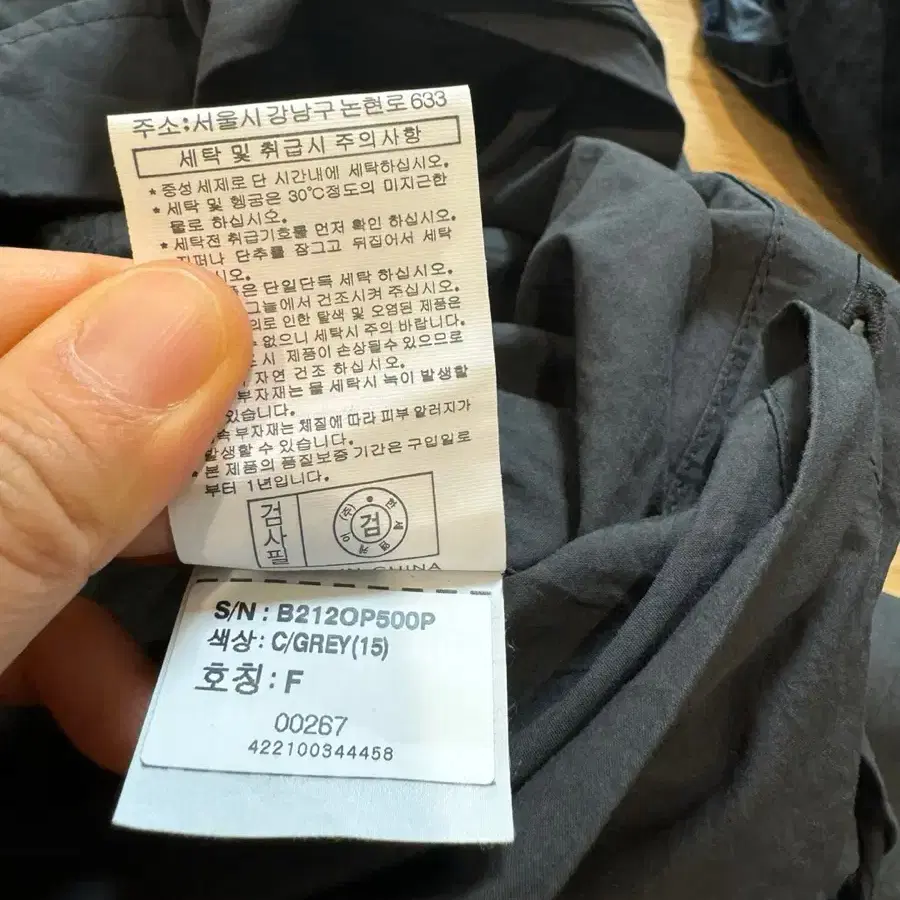 주소:서울시강남구논현로633
세탁 및 취급시 주의사항
* 중성 세제로 단 시간내에 세탁하십시오.
* 세탁 및 헹굼은 30℃정도의 미지근한
물로 하십시오.
* 세탁전 취급기호를 먼저 확인 하십시오.
지퍼나 단추를 잠그고 뒤집어서 세탁
시오.
은 단일단독 세탁 하십시오.
그늘에서 건조시켜 주십시오.
로 인한 탈색 및 오염된 제품은
없으니 세탁시 주의 바랍니다.
시 제품이 손상될수 있으므로
자연 건조 하십시오.
부자재는 물 세탁시 녹이 발생할
있습니다.
속 부자재는 체질에 따라 피부 알러지가
발생할 수 있습니다.
* 본 제품의 품질보증 기간은 구입일로
부터 1년입니다.
검사필
검
(주)한세엠케이
IN CHINA
S/N : B212OP500P
색상: C/GREY(15)
호칭: F
00267
422100344458